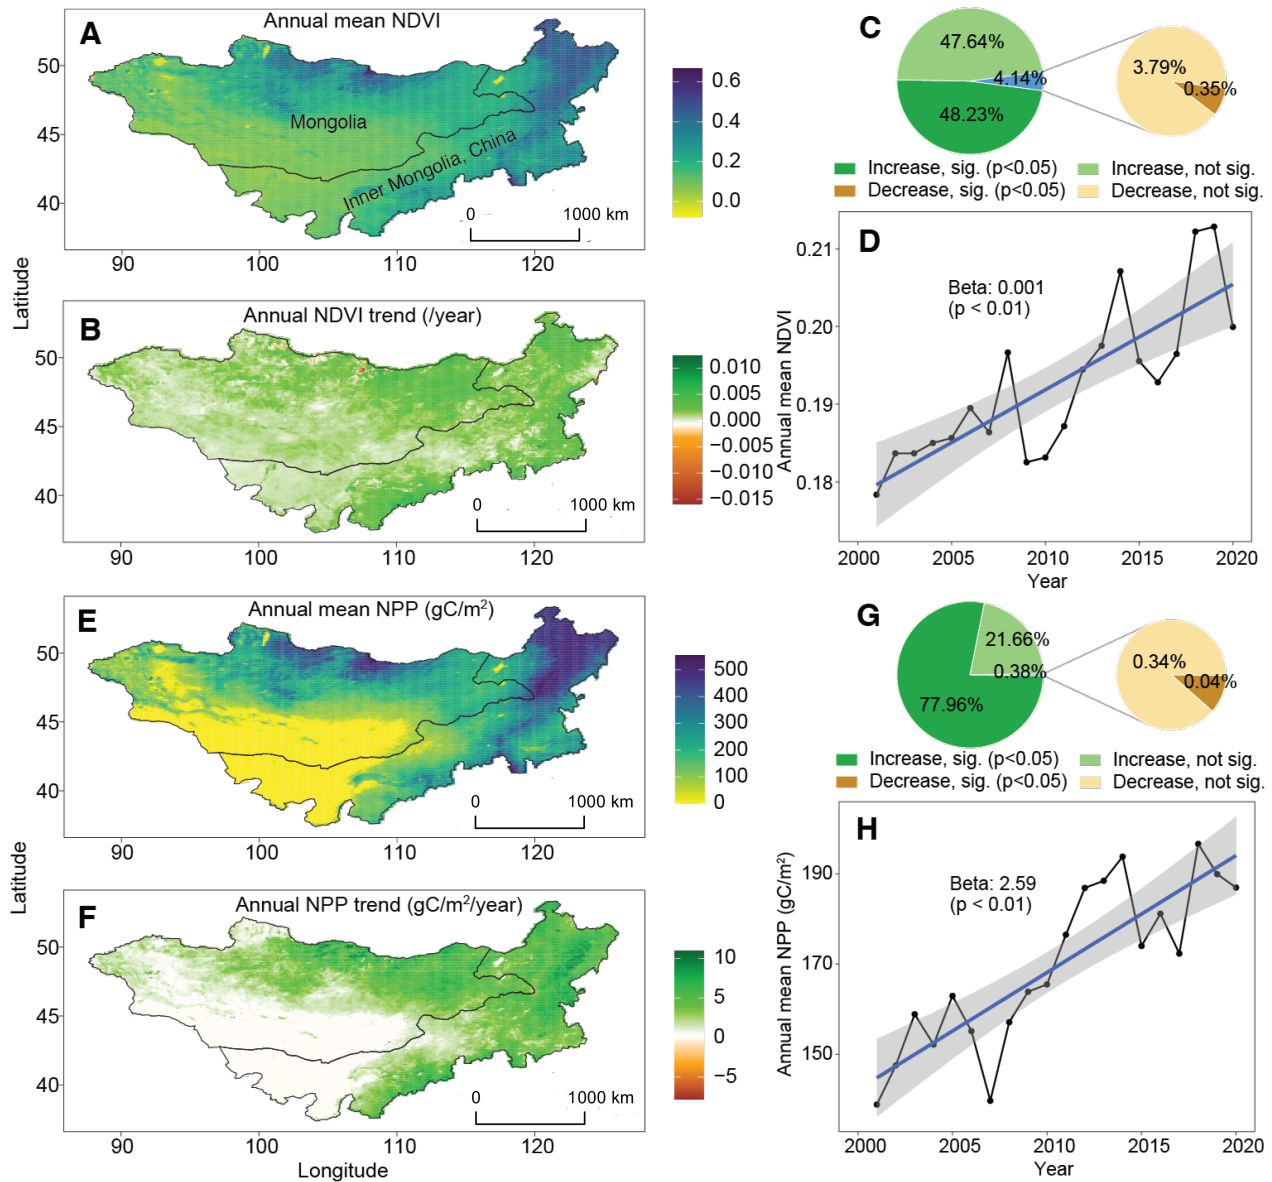 A
Annual mean NDVI
Mongolia
Inner Mongolia, China
0
1000 km
50
45
40
90
100
110
120
0.6
0.4
0.2
0.0
Latitude
B
Annual NDVI trend (/year)
0
1000 km
50
45
40
90
100
110
120
0.010
0.005
0.000
−0.005
−0.010
−0.015
C
47.64%
4.14%
48.23%
3.79%
0.35%
Increase, sig. (p<0.05)
Increase, not sig.
Decrease, sig. (p<0.05)
Decrease, not sig.
D
Beta: 0.001
(p < 0.01)
Annual mean NDVI
0.21
0.20
0.19
0.18
2000
2005
2010
2015
2020
Year
E
Annual mean NPP (gC/m²)
0
1000 km
50
45
40
90
100
110
120
500
400
300
200
100
0
Latitude
F
Annual NPP trend (gC/m²/year)
0
1000 km
50
45
40
90
100
110
120
Longitude
10
5
0
−5
G
21.66%
0.38%
77.96%
0.34%
0.04%
Increase, sig. (p<0.05)
Increase, not sig.
Decrease, sig. (p<0.05)
Decrease, not sig.
H
Beta: 2.59
(p < 0.01)
Annual mean NPP (gC/m²)
190
170
150
2000
2005
2010
2015
2020
Year